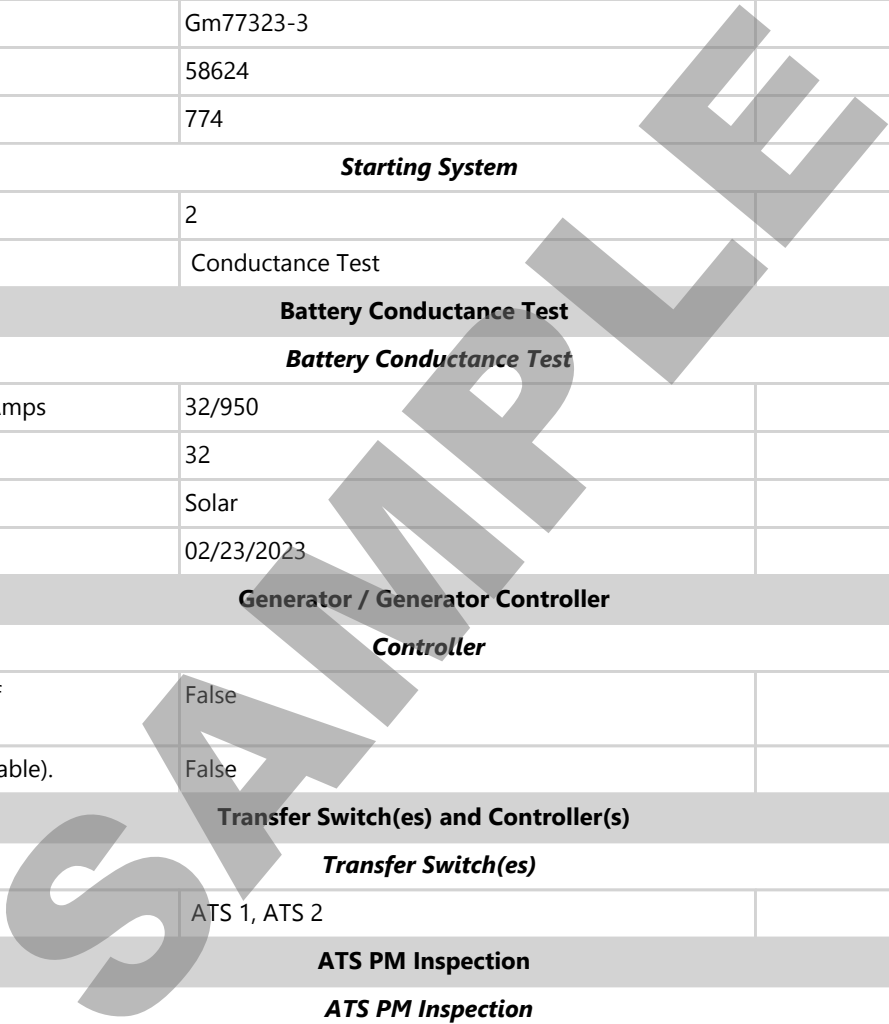 Gm77323-3
58624
774
Starting System
2
Conductance Test
Battery Conductance Test
Battery Conductance Test
mps 32/950
32
Solar
02/23/2023
Generator / Generator Controller
Controller
False
able). False
Transfer Switch(es) and Controller(s)
Transfer Switch(es)
ATS 1, ATS 2
ATS PM Inspection
ATS PM Inspection
SAMPLE